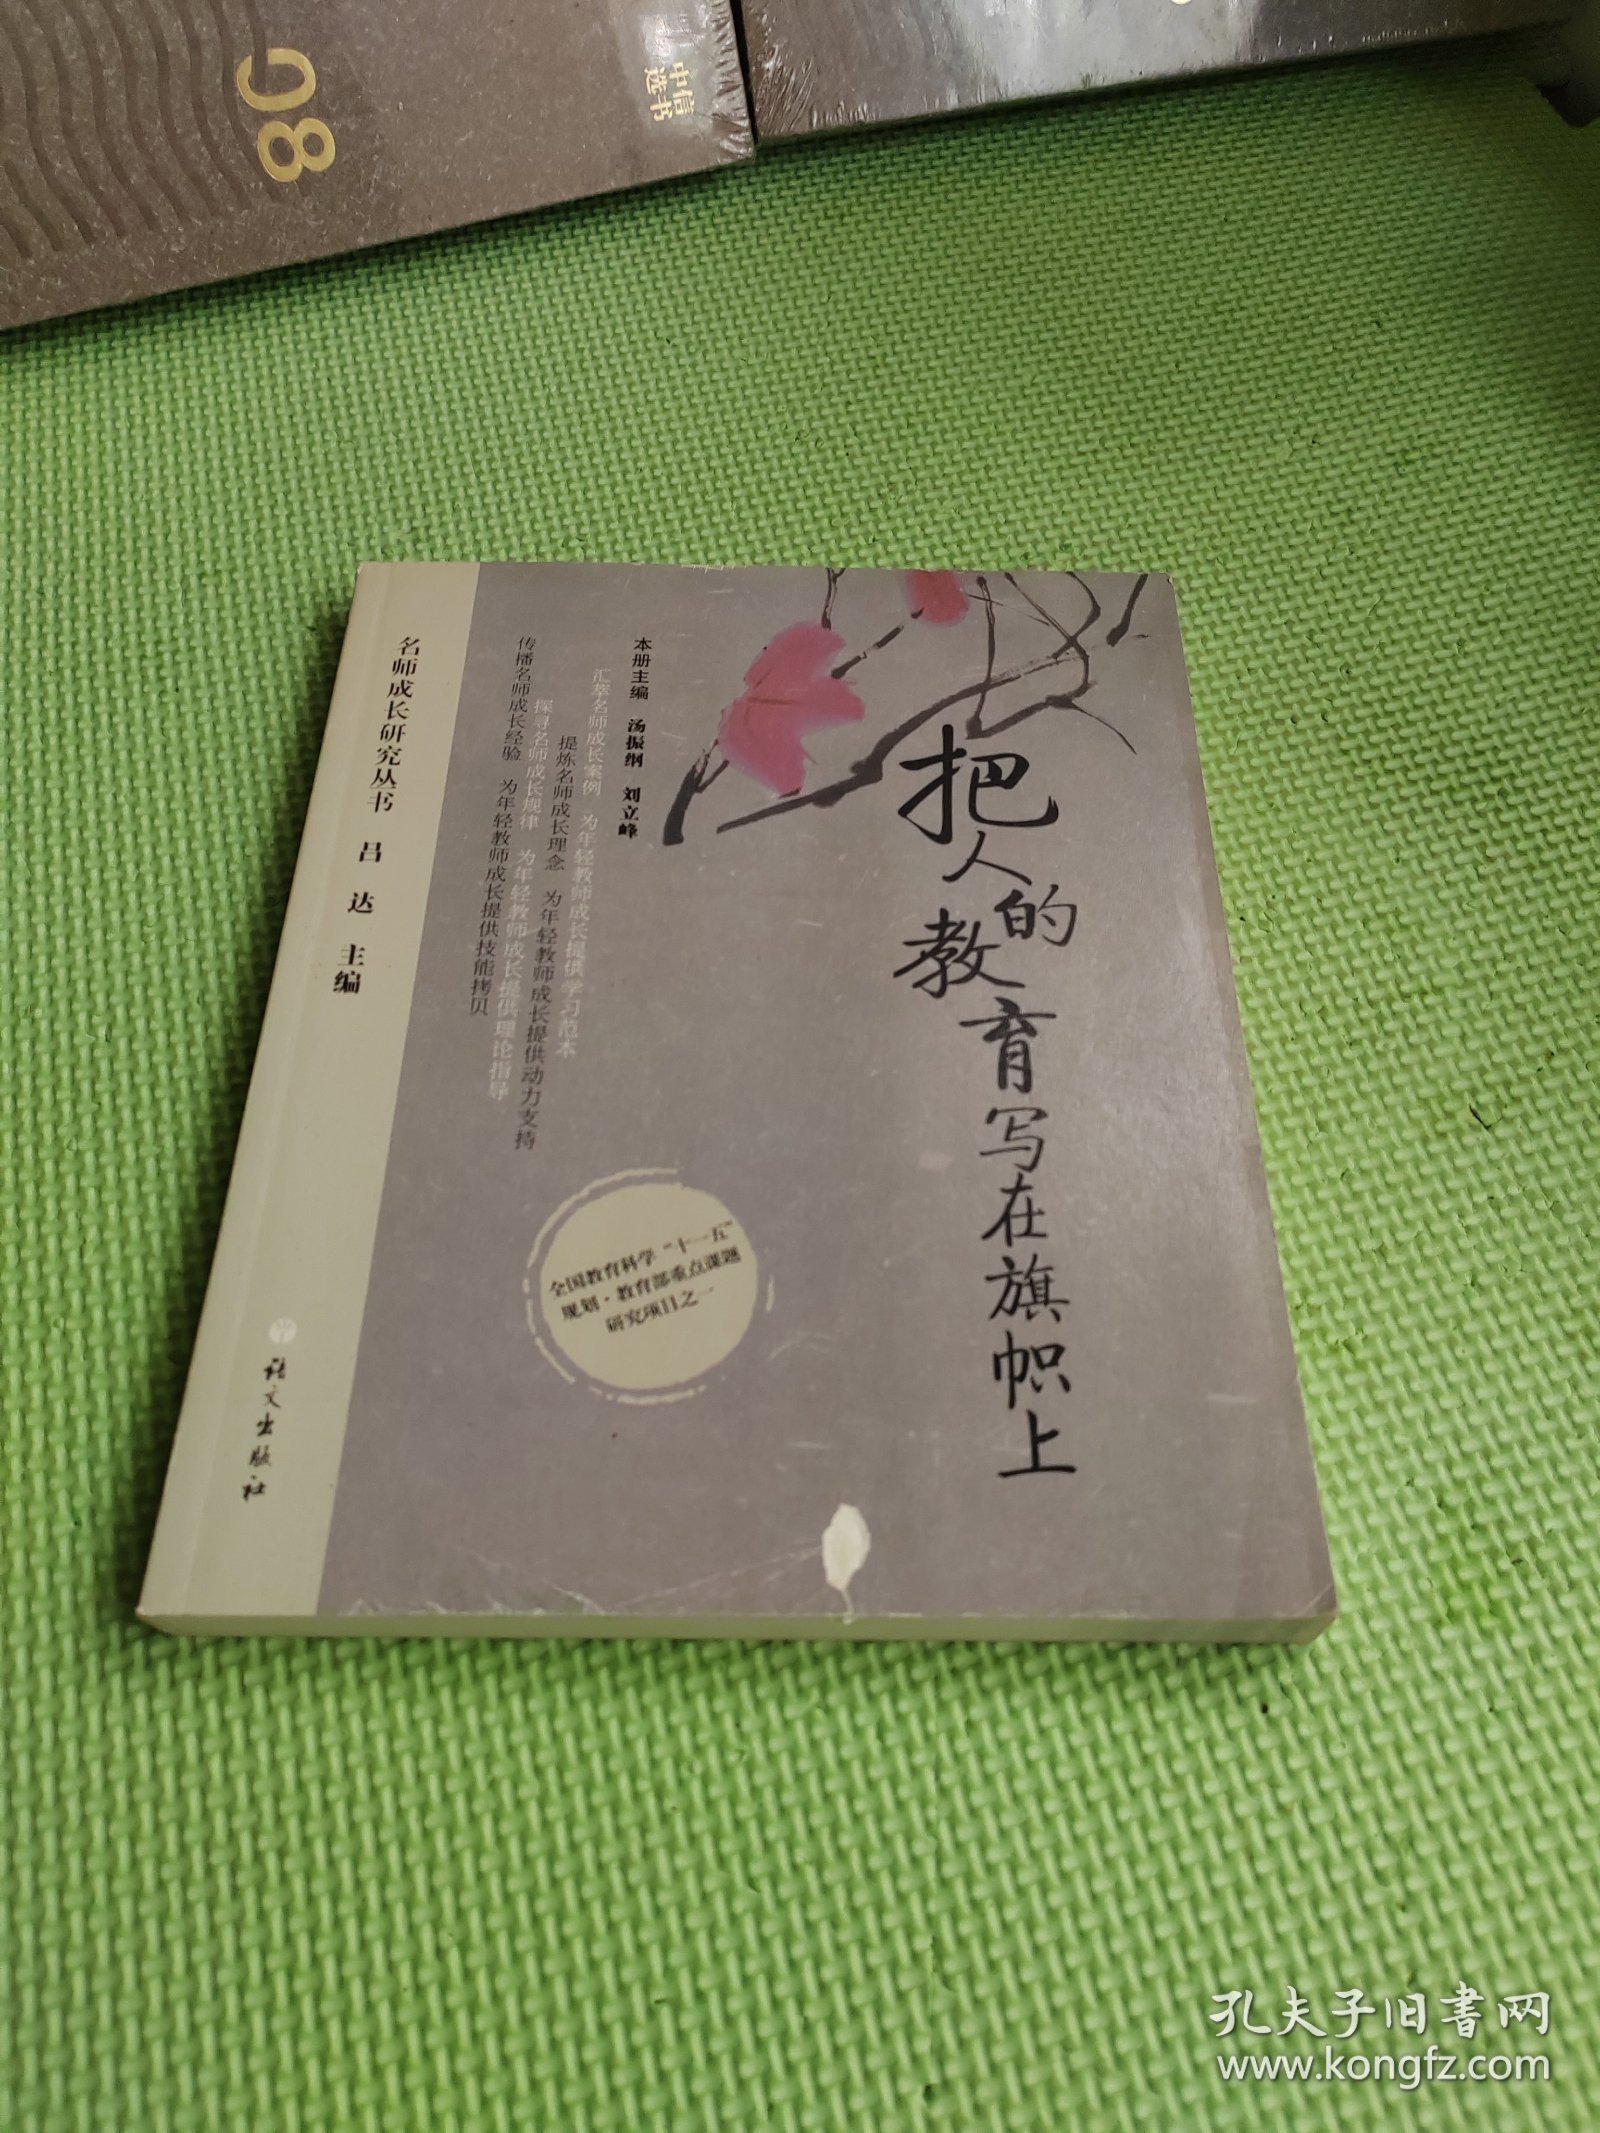 08
中信
选书
把人的教育写在旗帜上
本册主编 汤振纲 刘立峰
汇萃名师成长案例 为年轻教师成长提供学习范本
提炼名师成长理念 为年轻教师成长提供动力支持
探寻名师成长规律 为年轻教师成长提供理论指导
传播名师成长经验 为年轻教师成长提供技能拷贝
名师成长研究丛书 吕达 主编
全国教育科学“十一五”
规划·教育部重点课题
研究项目之一
语文出版社
孔夫子旧书网
www.kongfz.com